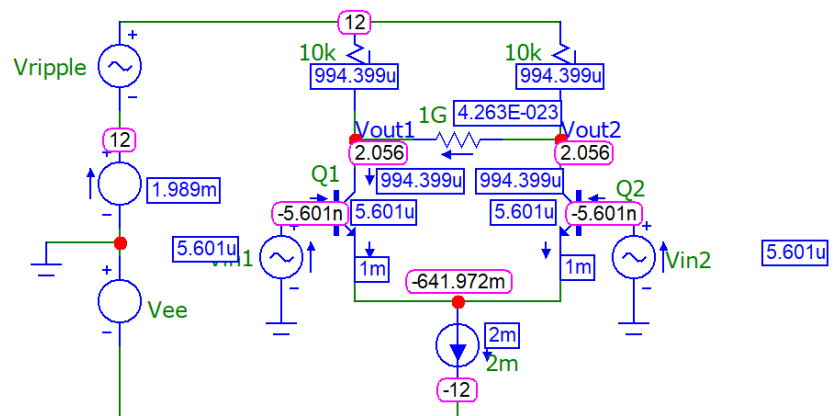 12
10k
10k
Vripple
994.399u
994.399u
1G
4.263E-023
Vout1
Vout2
12
2.056
2.056
Q1
994.399u
994.399u
Q2
1.989m
-5.601n
5.601u
5.601u
-5.601n
5.601u
Vin2
5.601u
1m
1m
-641.972m
Vee
2m
2m
-12